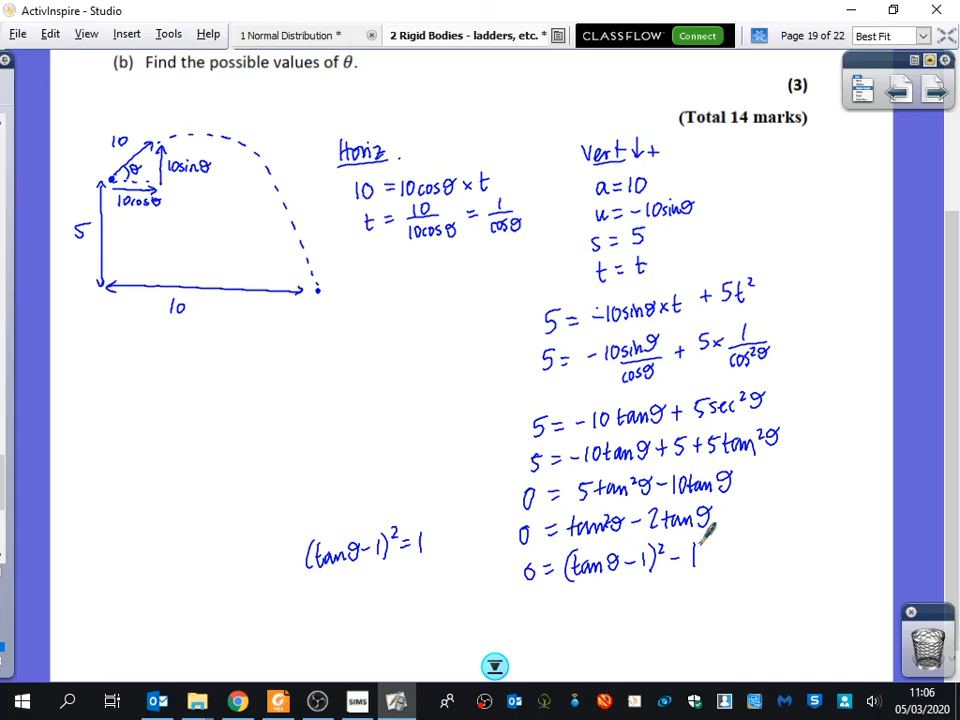 ActivInspire - Studio
File Edit View Insert Tools Help
1 Normal Distribution *
2 Rigid Bodies - ladders, etc. *
CLASSFLOW Connect
Page 19 of 22
Best Fit
(b) Find the possible values of θ.
(3)
(Total 14 marks)
10
θ
10sinθ
10cosθ
5
10
Horiz.
10 = 10cosθ × t
t = 10/10cosθ = 1/cosθ
Vert ↓+
a = 10
u = -10sinθ
s = 5
t = t
5 = -10sinθ×t + 5t²
5 = -10sinθ/cosθ + 5× 1/cos²θ
5 = -10tanθ + 5sec²θ
5 = -10tanθ + 5 + 5tan²θ
0 = 5tan²θ - 10tanθ
0 = tan²θ - 2tanθ
0 = (tanθ - 1)² - 1
(tanθ - 1)² = 1
SIMS
11:06
05/03/2020